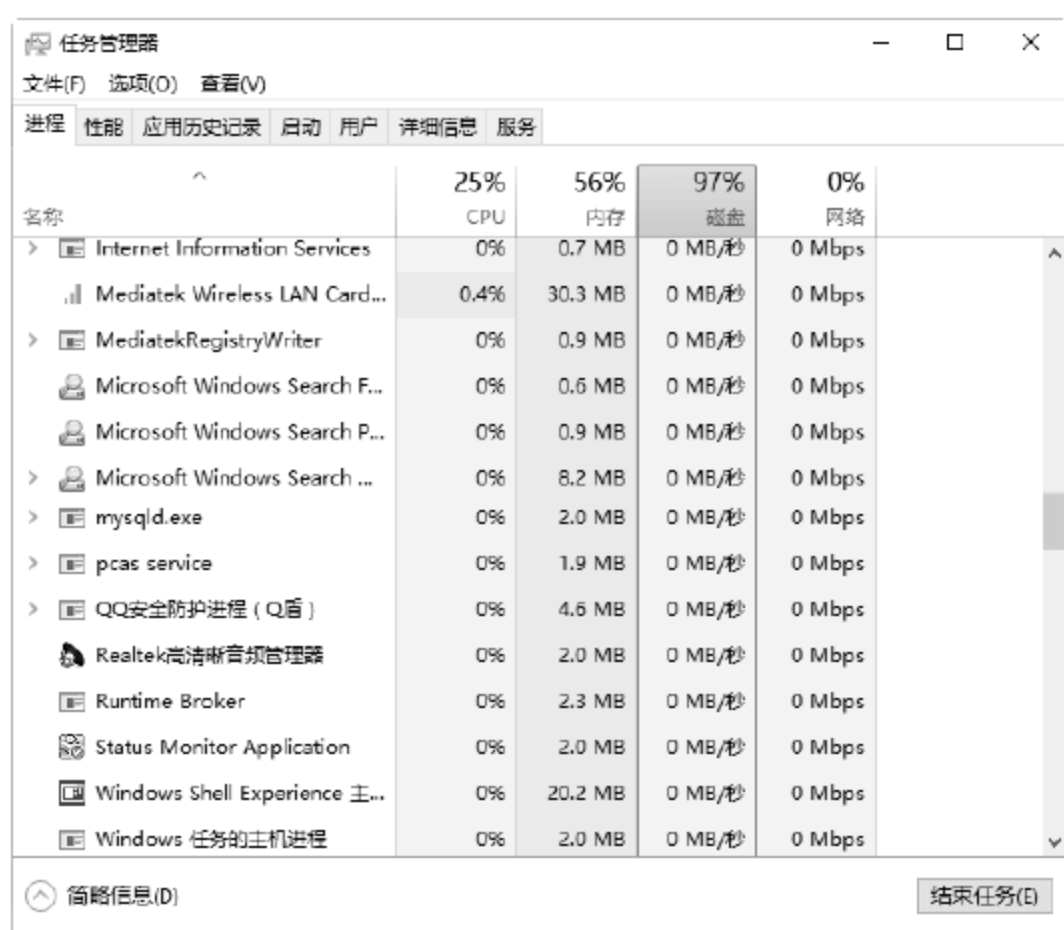 任务管理器
文件(F) 选项(O) 查看(V)
进程 性能 应用历史记录 启动 用户 详细信息 服务
25% 56% 97% 0%
名称 CPU 内存 磁盘 网络
Internet Information Services 0% 0.7 MB 0 MB/秒 0 Mbps
Mediatek Wireless LAN Card... 0.4% 30.3 MB 0 MB/秒 0 Mbps
MediatekRegistryWriter 0% 0.9 MB 0 MB/秒 0 Mbps
Microsoft Windows Search F... 0% 0.6 MB 0 MB/秒 0 Mbps
Microsoft Windows Search P... 0% 0.9 MB 0 MB/秒 0 Mbps
Microsoft Windows Search ... 0% 8.2 MB 0 MB/秒 0 Mbps
mysqld.exe 0% 2.0 MB 0 MB/秒 0 Mbps
pcas service 0% 1.9 MB 0 MB/秒 0 Mbps
QQ安全防护进程（Q盾） 0% 4.6 MB 0 MB/秒 0 Mbps
Realtek高清晰音频管理器 0% 2.0 MB 0 MB/秒 0 Mbps
Runtime Broker 0% 2.3 MB 0 MB/秒 0 Mbps
Status Monitor Application 0% 2.0 MB 0 MB/秒 0 Mbps
Windows Shell Experience 主... 0% 20.2 MB 0 MB/秒 0 Mbps
Windows 任务的主机进程 0% 2.0 MB 0 MB/秒 0 Mbps
简略信息(D) 结束任务(E)